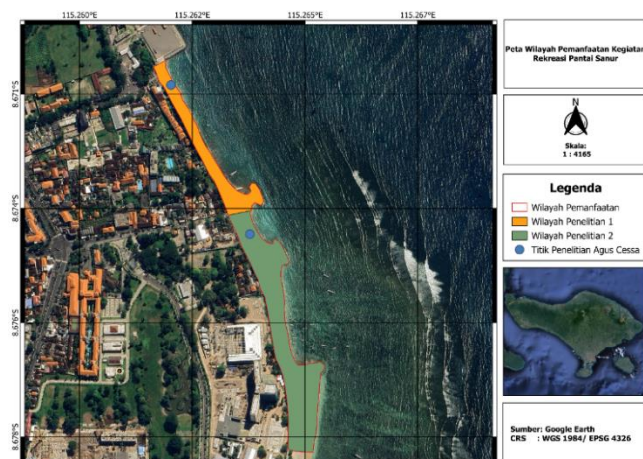 115.260°E 115.262°E 115.265°E 115.267°E
8.671°S
8.674°S
8.676°S
8.678°S
Peta Wilayah Pemanfaatan Kegiatan
Rekreasi Pantai Sanur
N
Skala:
1 : 4165
Legenda
Wilayah Pemanfaatan
Wilayah Penelitian 1
Wilayah Penelitian 2
Titik Penelitian Agus Cessa
Sumber: Google Earth
CRS : WGS 1984/ EPSG 4326